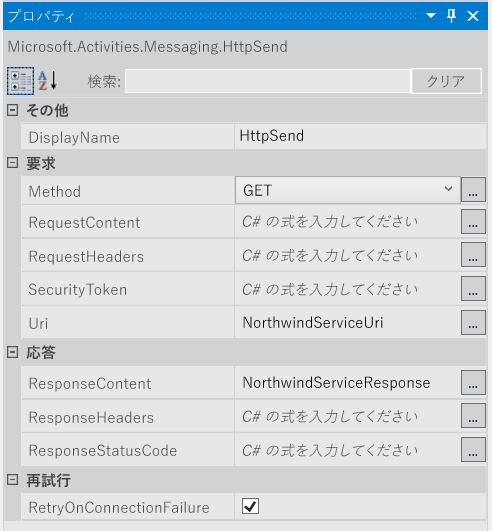 プロパティ
Microsoft.Activities.Messaging.HttpSend
検索: クリア
その他
DisplayName HttpSend
要求
Method GET ...
RequestContent C# の式を入力してください ...
RequestHeaders C# の式を入力してください ...
SecurityToken C# の式を入力してください ...
Uri NorthwindServiceUri ...
応答
ResponseContent NorthwindServiceResponse ...
ResponseHeaders C# の式を入力してください ...
ResponseStatusCode C# の式を入力してください ...
再試行
RetryOnConnectionFailure